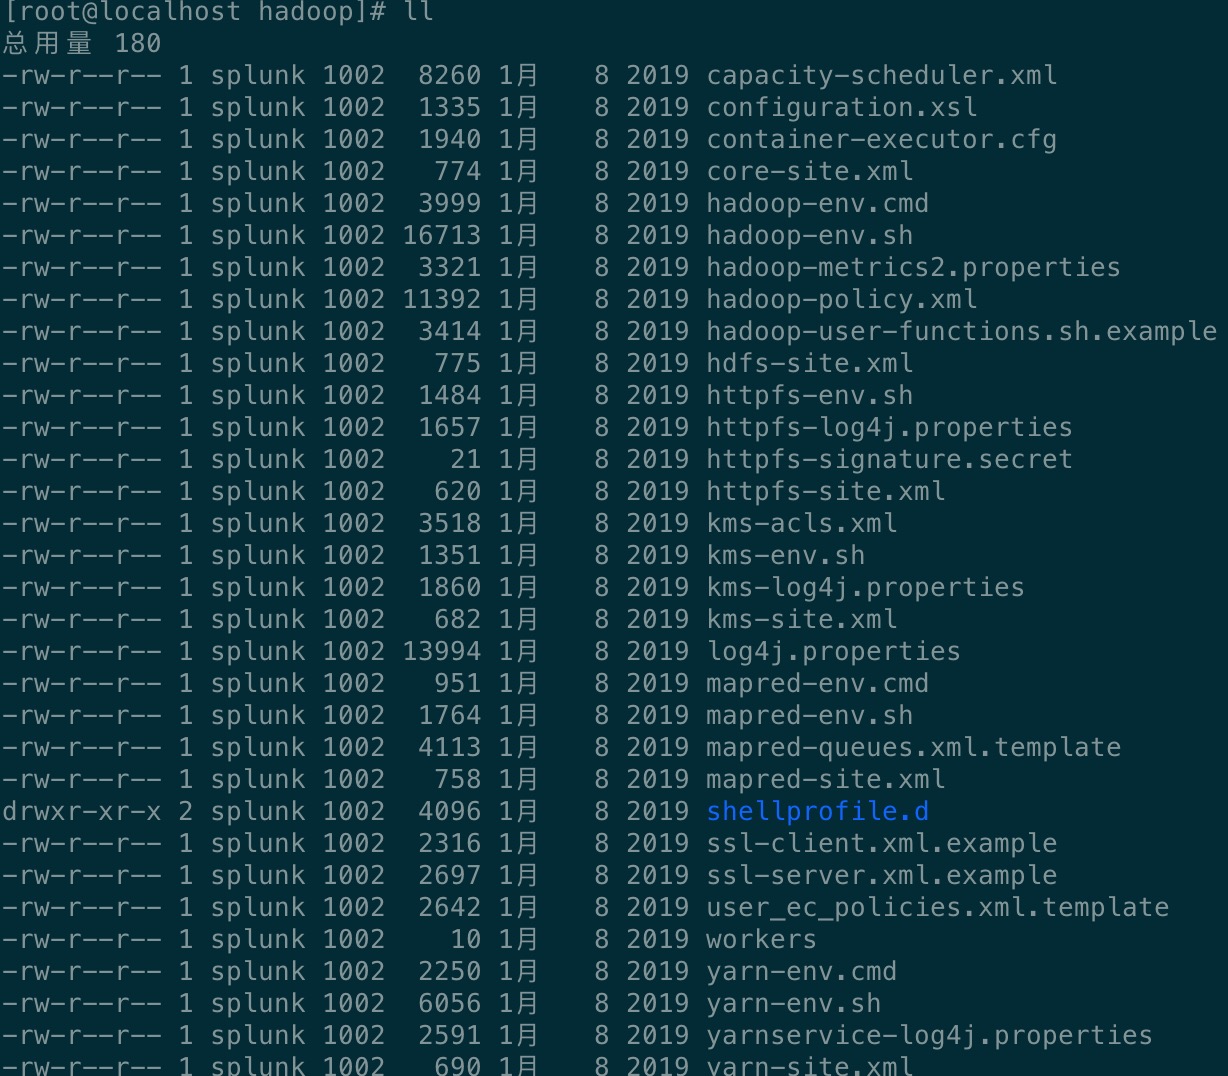 [root@localhost hadoop]# ll
总用量 180
-rw-r--r-- 1 splunk 1002  8260 1月   8 2019 capacity-scheduler.xml
-rw-r--r-- 1 splunk 1002  1335 1月   8 2019 configuration.xsl
-rw-r--r-- 1 splunk 1002  1940 1月   8 2019 container-executor.cfg
-rw-r--r-- 1 splunk 1002   774 1月   8 2019 core-site.xml
-rw-r--r-- 1 splunk 1002  3999 1月   8 2019 hadoop-env.cmd
-rw-r--r-- 1 splunk 1002 16713 1月   8 2019 hadoop-env.sh
-rw-r--r-- 1 splunk 1002  3321 1月   8 2019 hadoop-metrics2.properties
-rw-r--r-- 1 splunk 1002 11392 1月   8 2019 hadoop-policy.xml
-rw-r--r-- 1 splunk 1002  3414 1月   8 2019 hadoop-user-functions.sh.example
-rw-r--r-- 1 splunk 1002   775 1月   8 2019 hdfs-site.xml
-rw-r--r-- 1 splunk 1002  1484 1月   8 2019 httpfs-env.sh
-rw-r--r-- 1 splunk 1002  1657 1月   8 2019 httpfs-log4j.properties
-rw-r--r-- 1 splunk 1002    21 1月   8 2019 httpfs-signature.secret
-rw-r--r-- 1 splunk 1002   620 1月   8 2019 httpfs-site.xml
-rw-r--r-- 1 splunk 1002  3518 1月   8 2019 kms-acls.xml
-rw-r--r-- 1 splunk 1002  1351 1月   8 2019 kms-env.sh
-rw-r--r-- 1 splunk 1002  1860 1月   8 2019 kms-log4j.properties
-rw-r--r-- 1 splunk 1002   682 1月   8 2019 kms-site.xml
-rw-r--r-- 1 splunk 1002 13994 1月   8 2019 log4j.properties
-rw-r--r-- 1 splunk 1002   951 1月   8 2019 mapred-env.cmd
-rw-r--r-- 1 splunk 1002  1764 1月   8 2019 mapred-env.sh
-rw-r--r-- 1 splunk 1002  4113 1月   8 2019 mapred-queues.xml.template
-rw-r--r-- 1 splunk 1002   758 1月   8 2019 mapred-site.xml
drwxr-xr-x 2 splunk 1002  4096 1月   8 2019 shellprofile.d
-rw-r--r-- 1 splunk 1002  2316 1月   8 2019 ssl-client.xml.example
-rw-r--r-- 1 splunk 1002  2697 1月   8 2019 ssl-server.xml.example
-rw-r--r-- 1 splunk 1002  2642 1月   8 2019 user_ec_policies.xml.template
-rw-r--r-- 1 splunk 1002    10 1月   8 2019 workers
-rw-r--r-- 1 splunk 1002  2250 1月   8 2019 yarn-env.cmd
-rw-r--r-- 1 splunk 1002  6056 1月   8 2019 yarn-env.sh
-rw-r--r-- 1 splunk 1002  2591 1月   8 2019 yarnservice-log4j.properties
-rw-r--r-- 1 splunk 1002   690 1月   8 2019 yarn-site.xml